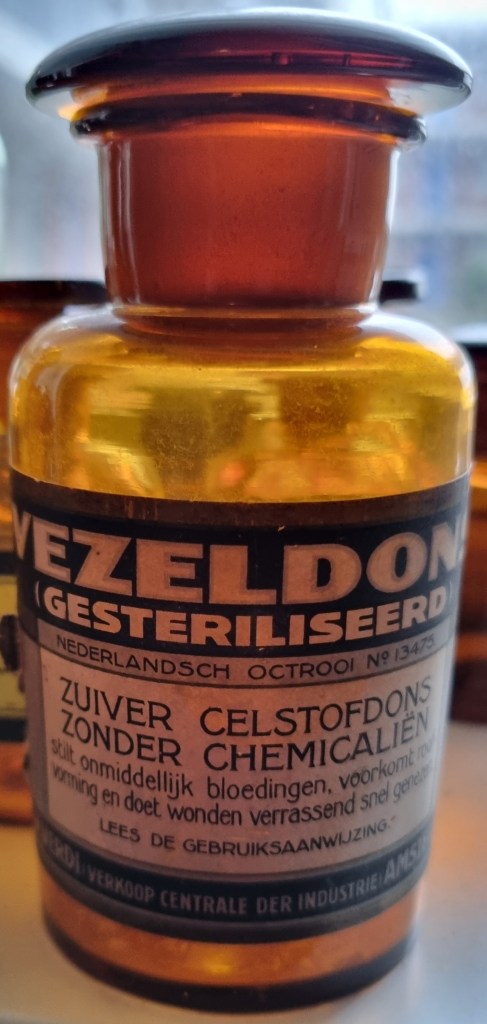 VEZELDONS
(GESTERILISEERD)
NEDERLANDSCH OCTROOI Nº 13475
ZUIVER CELSTOFDONS
ZONDER CHEMICALIËN
stilt onmiddellijk bloedingen, voorkomt
vorming en doet wonden verrassend snel
LEES DE GEBRUIKSAANWIJZING.
VERKOOP CENTRALE DER INDUSTRIE